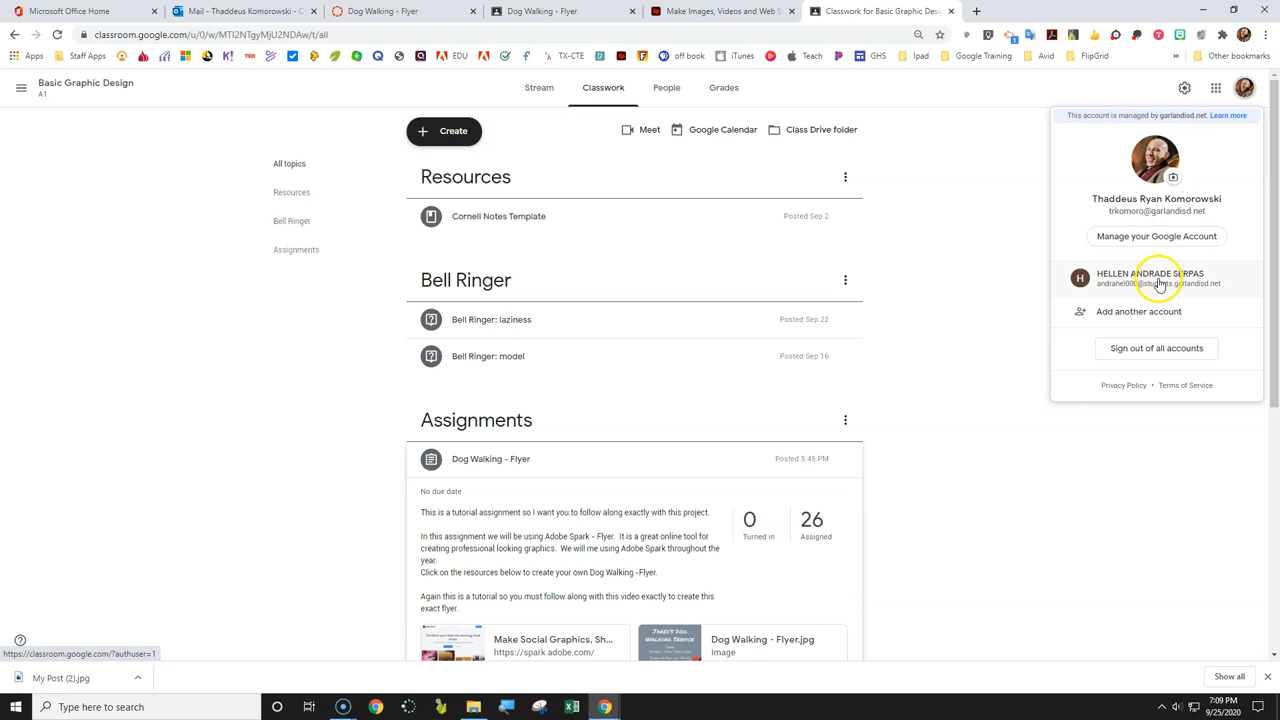 Microsoft Office Home
Mail - Thaddeus Komorowski - C
Dog Walking - Flyer
Dog Walking - Flyer
Make Images, Videos and Web S
Classwork for Basic Graphic Des
classroom.google.com/u/0/w/MTI2NTgyMjU2NDAw/t/all
Apps
Staff Apps
TED
EDU
TX-CTE
off book
iTunes
Teach
GHS
Ipad
Google Training
Avid
FlipGrid
Other bookmarks
Basic Graphic Design
A1
Stream
Classwork
People
Grades
This account is managed by garlandisd.net. Learn more
Thaddeus Ryan Komorowski
trkomoro@garlandisd.net
Manage your Google Account
H
HELLEN ANDRADE SERPAS
Add another account
Sign out of all accounts
Privacy Policy • Terms of Service
Create
Meet
Google Calendar
Class Drive folder
All topics
Resources
Bell Ringer
Assignments
Resources
Cornell Notes Template
Posted Sep 2
Bell Ringer
Bell Ringer: laziness
Posted Sep 22
Bell Ringer: model
Posted Sep 16
Assignments
Dog Walking - Flyer
Posted 5:45 PM
No due date
This is a tutorial assignment so I want you to follow along exactly with this project.
In this assignment we will be using Adobe Spark - Flyer. It is a great online tool for
creating professional looking graphics. We will me using Adobe Spark throughout the
year.
Click on the resources below to create your own Dog Walking -Flyer.
Again this is a tutorial so you must follow along with this video exactly to create this
exact flyer.
0
Turned in
26
Assigned
Make Social Graphics, Sh...
https://spark.adobe.com/
Dog Walking - Flyer.jpg
Image
JARED'S DOG
WALKING SERVICE
https://classroom.google.com/?authuser=1
My Post (2).jpg
Show all
Type here to search
7:09 PM
9/25/2020